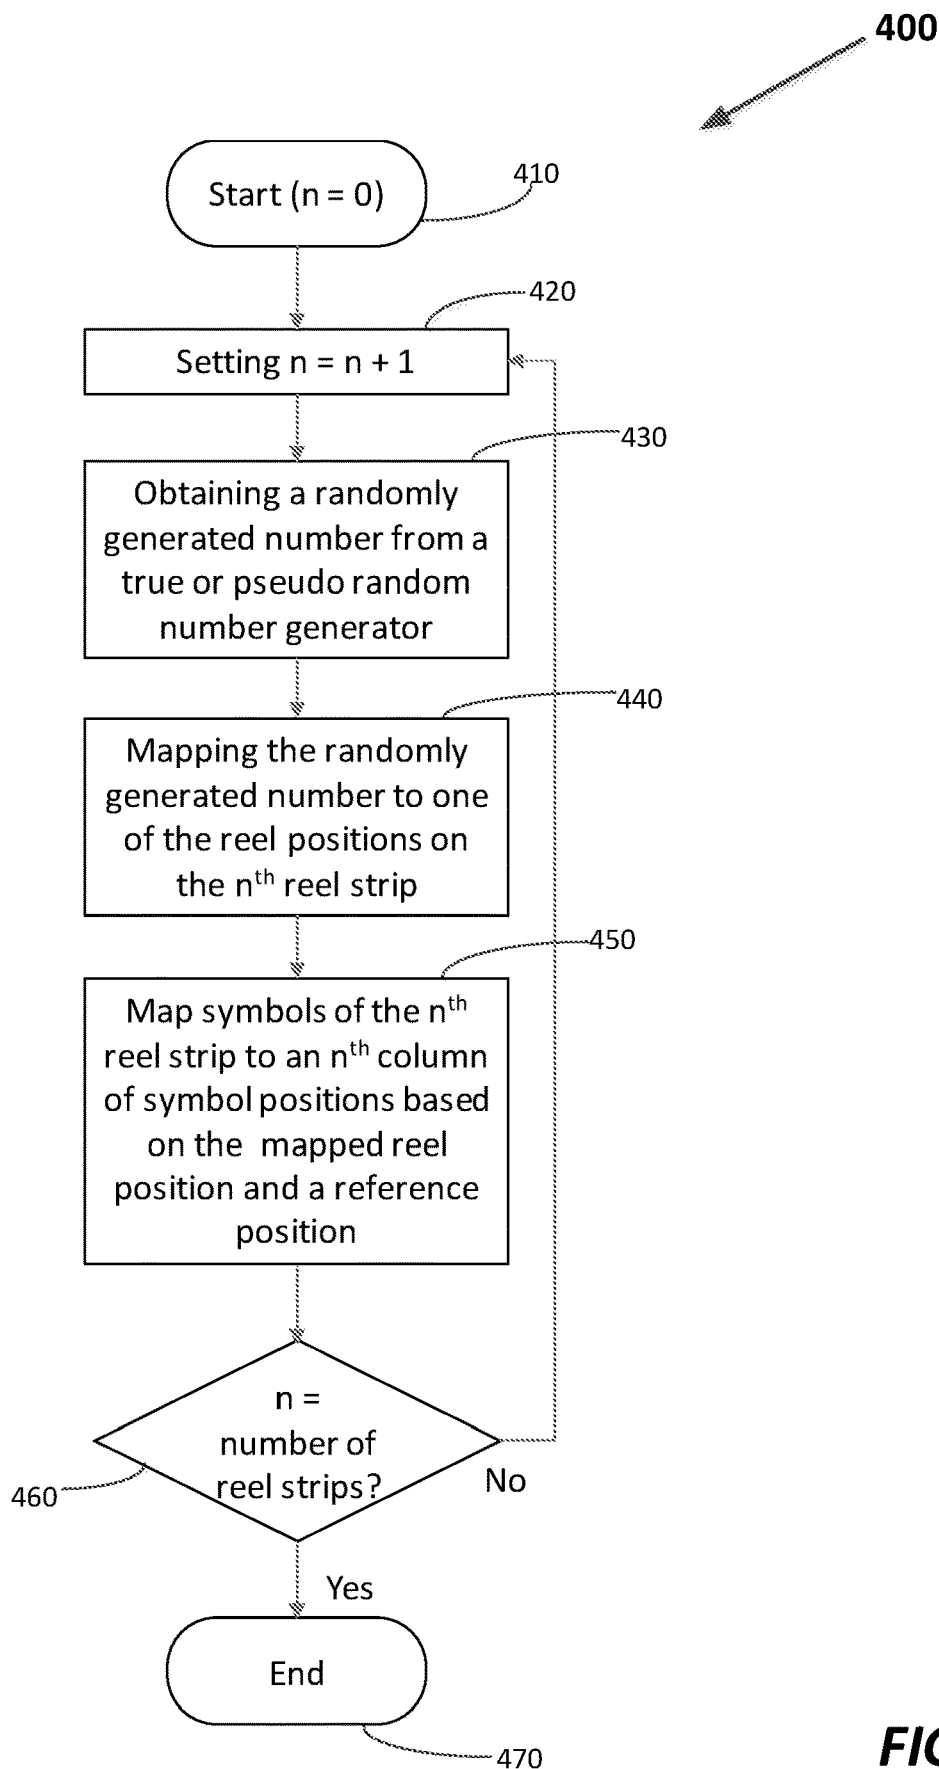 400
Start (n = 0)
410
420
Setting n = n + 1
430
Obtaining a randomly
generated number from a
true or pseudo random
number generator
440
Mapping the randomly
generated number to one
of the reel positions on
the nth reel strip
450
Map symbols of the nth
reel strip to an nth column
of symbol positions based
on the mapped reel
position and a reference
position
n =
number of
reel strips?
460
No
Yes
End
470